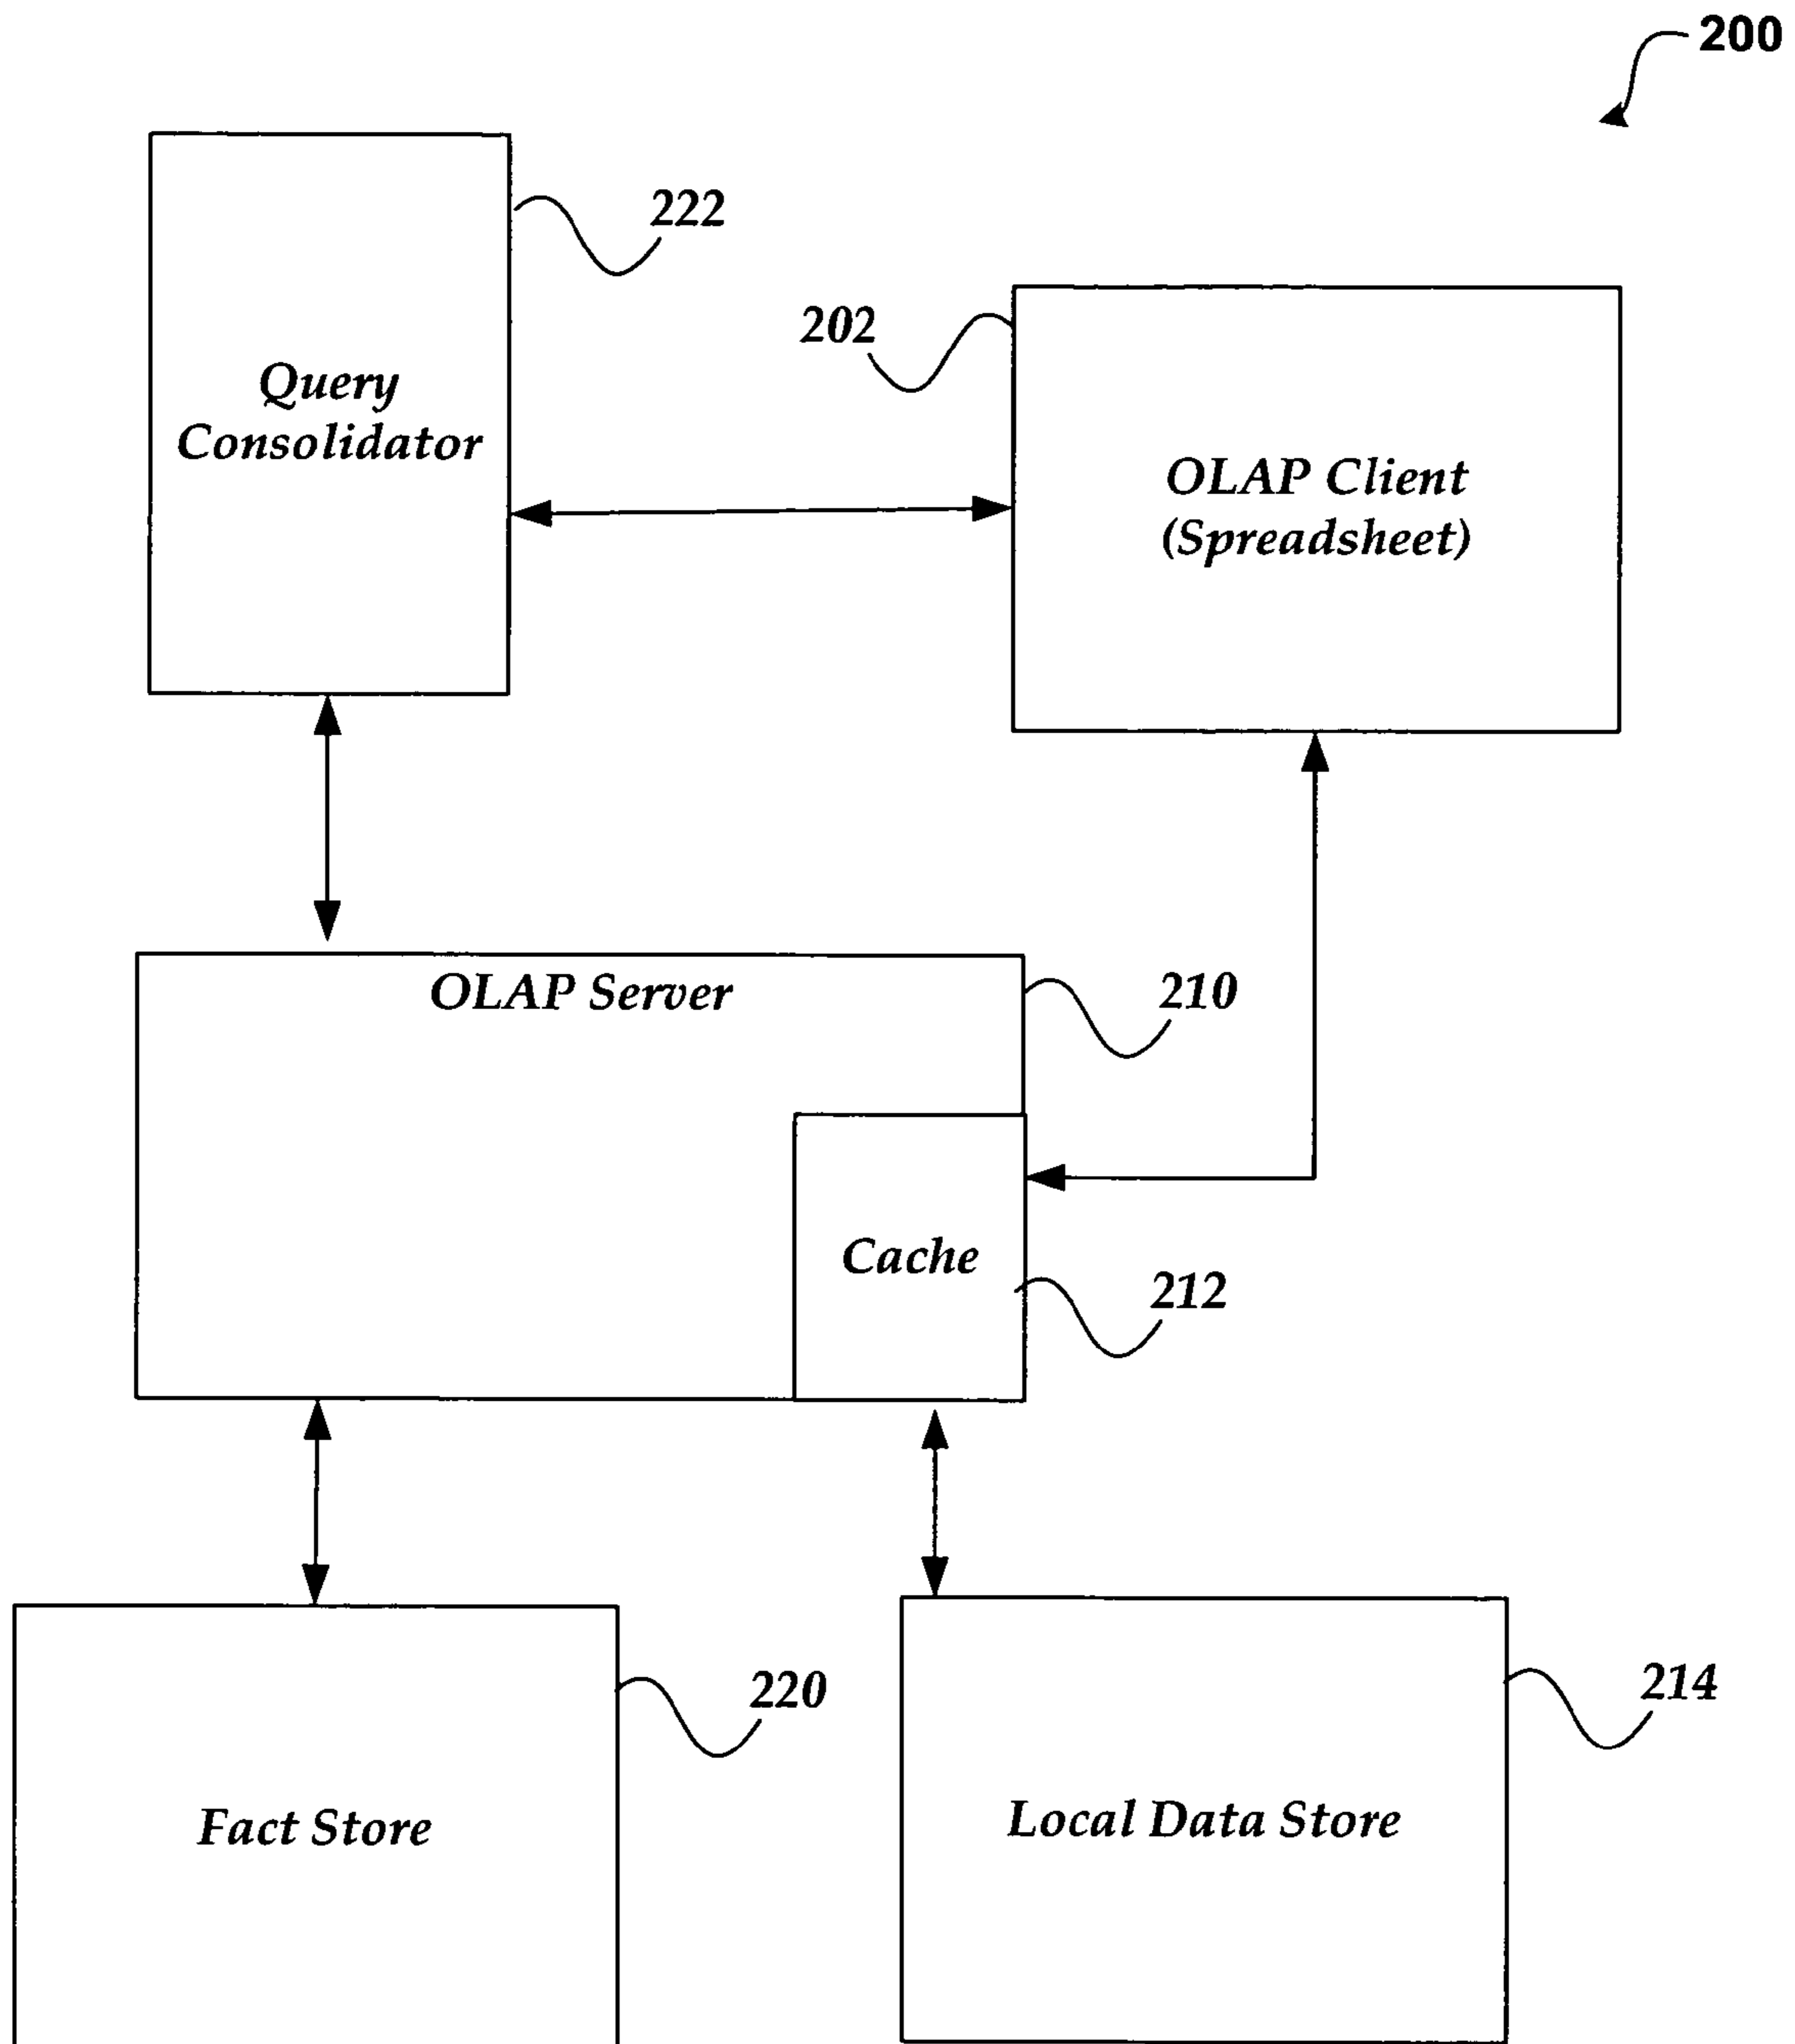 200
222
202
Query
Consolidator
OLAP Client
(Spreadsheet)
OLAP Server
210
Cache
212
220
214
Fact Store
Local Data Store